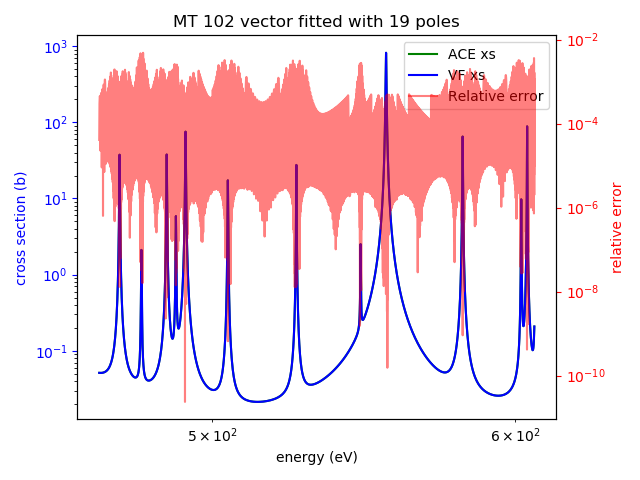 MT 102 vector fitted with 19 poles
ACE xs
VF xs
Relative error
10³
10²
10¹
10⁰
10⁻¹
cross section (b)
10⁻²
10⁻⁴
10⁻⁶
10⁻⁸
10⁻¹⁰
relative error
5 × 10²
6 × 10²
energy (eV)